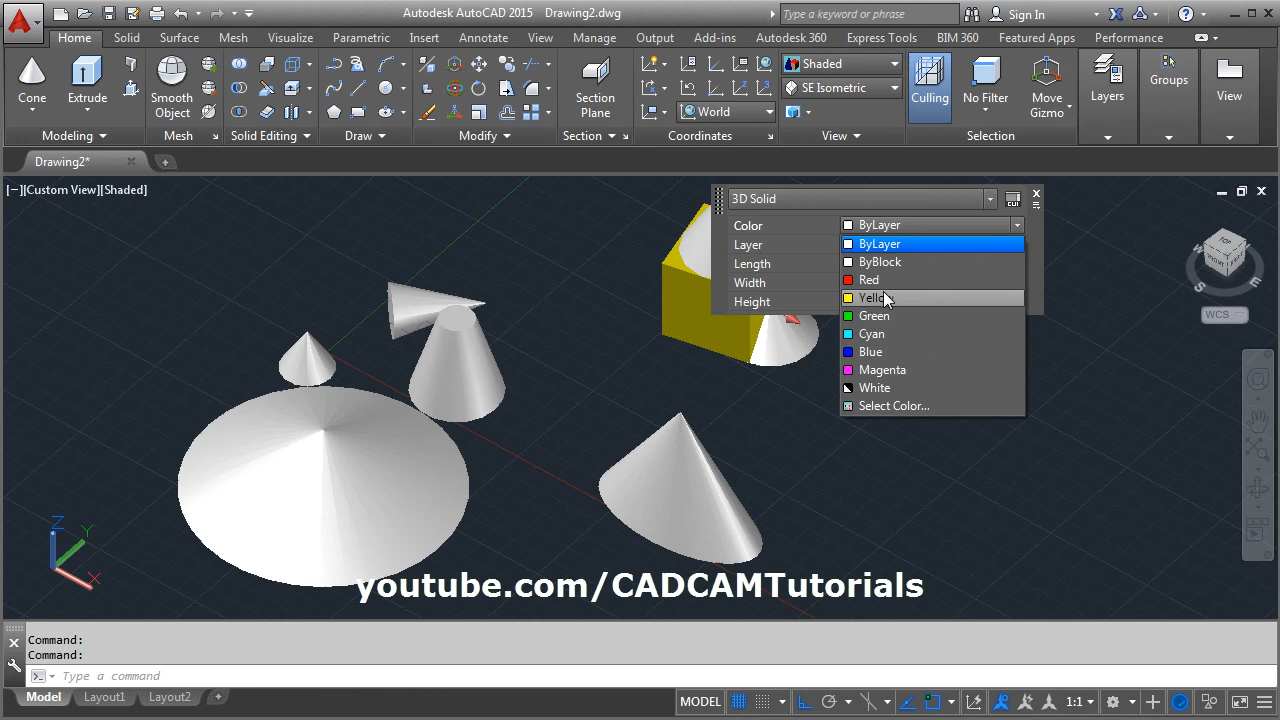 Autodesk AutoCAD 2015 Drawing2.dwg
Type a keyword or phrase
Sign In
Home Solid Surface Mesh Visualize Parametric Insert Annotate View Manage Output Add-ins Autodesk 360 Express Tools BIM 360 Featured Apps Performance
Cone
Extrude
Smooth Object
Section Plane
World
Shaded
SE Isometric
Culling
No Filter
Move Gizmo
Layers
Groups
View
Modeling
Mesh
Solid Editing
Draw
Modify
Section
Coordinates
View
Selection
Drawing2*
[−][Custom View][Shaded]
3D Solid
CUI
Color ByLayer
Layer
Length
Width
Height
ByLayer
ByBlock
Red
Yello
Green
Cyan
Blue
Magenta
White
Select Color...
TOP
FRONT
S
E
WCS
Z
Y
X
youtube.com/CADCAMTutorials
Command:
Command:
Type a command
Model Layout1 Layout2
MODEL
1:1